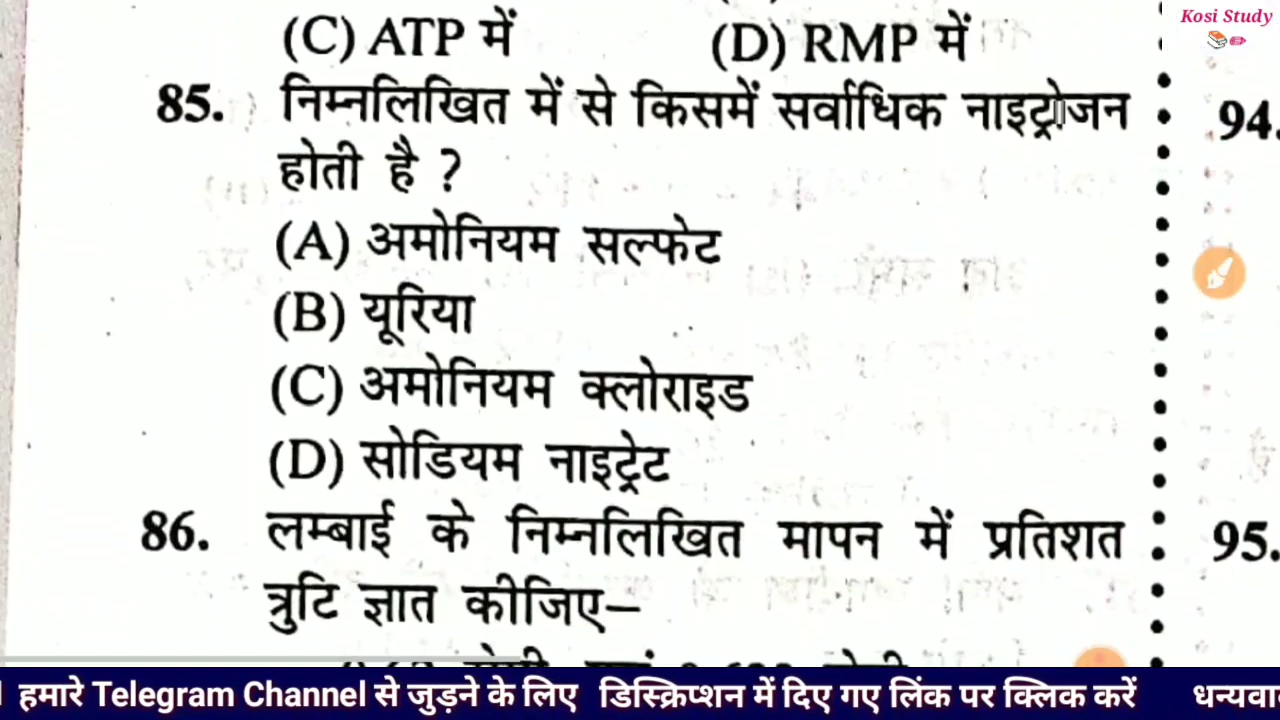 Kosi Study
(C) ATP में (D) RMP में
85. निम्नलिखित में से किसमें सर्वाधिक नाइट्रोजन
होती है ?
(A) अमोनियम सल्फेट
(B) यूरिया
(C) अमोनियम क्लोराइड
(D) सोडियम नाइट्रेट
86. लम्बाई के निम्नलिखित मापन में प्रतिशत
त्रुटि ज्ञात कीजिए–
94.
95.
हमारे Telegram Channel से जुड़ने के लिए डिस्क्रिप्शन में दिए गए लिंक पर क्लिक करें